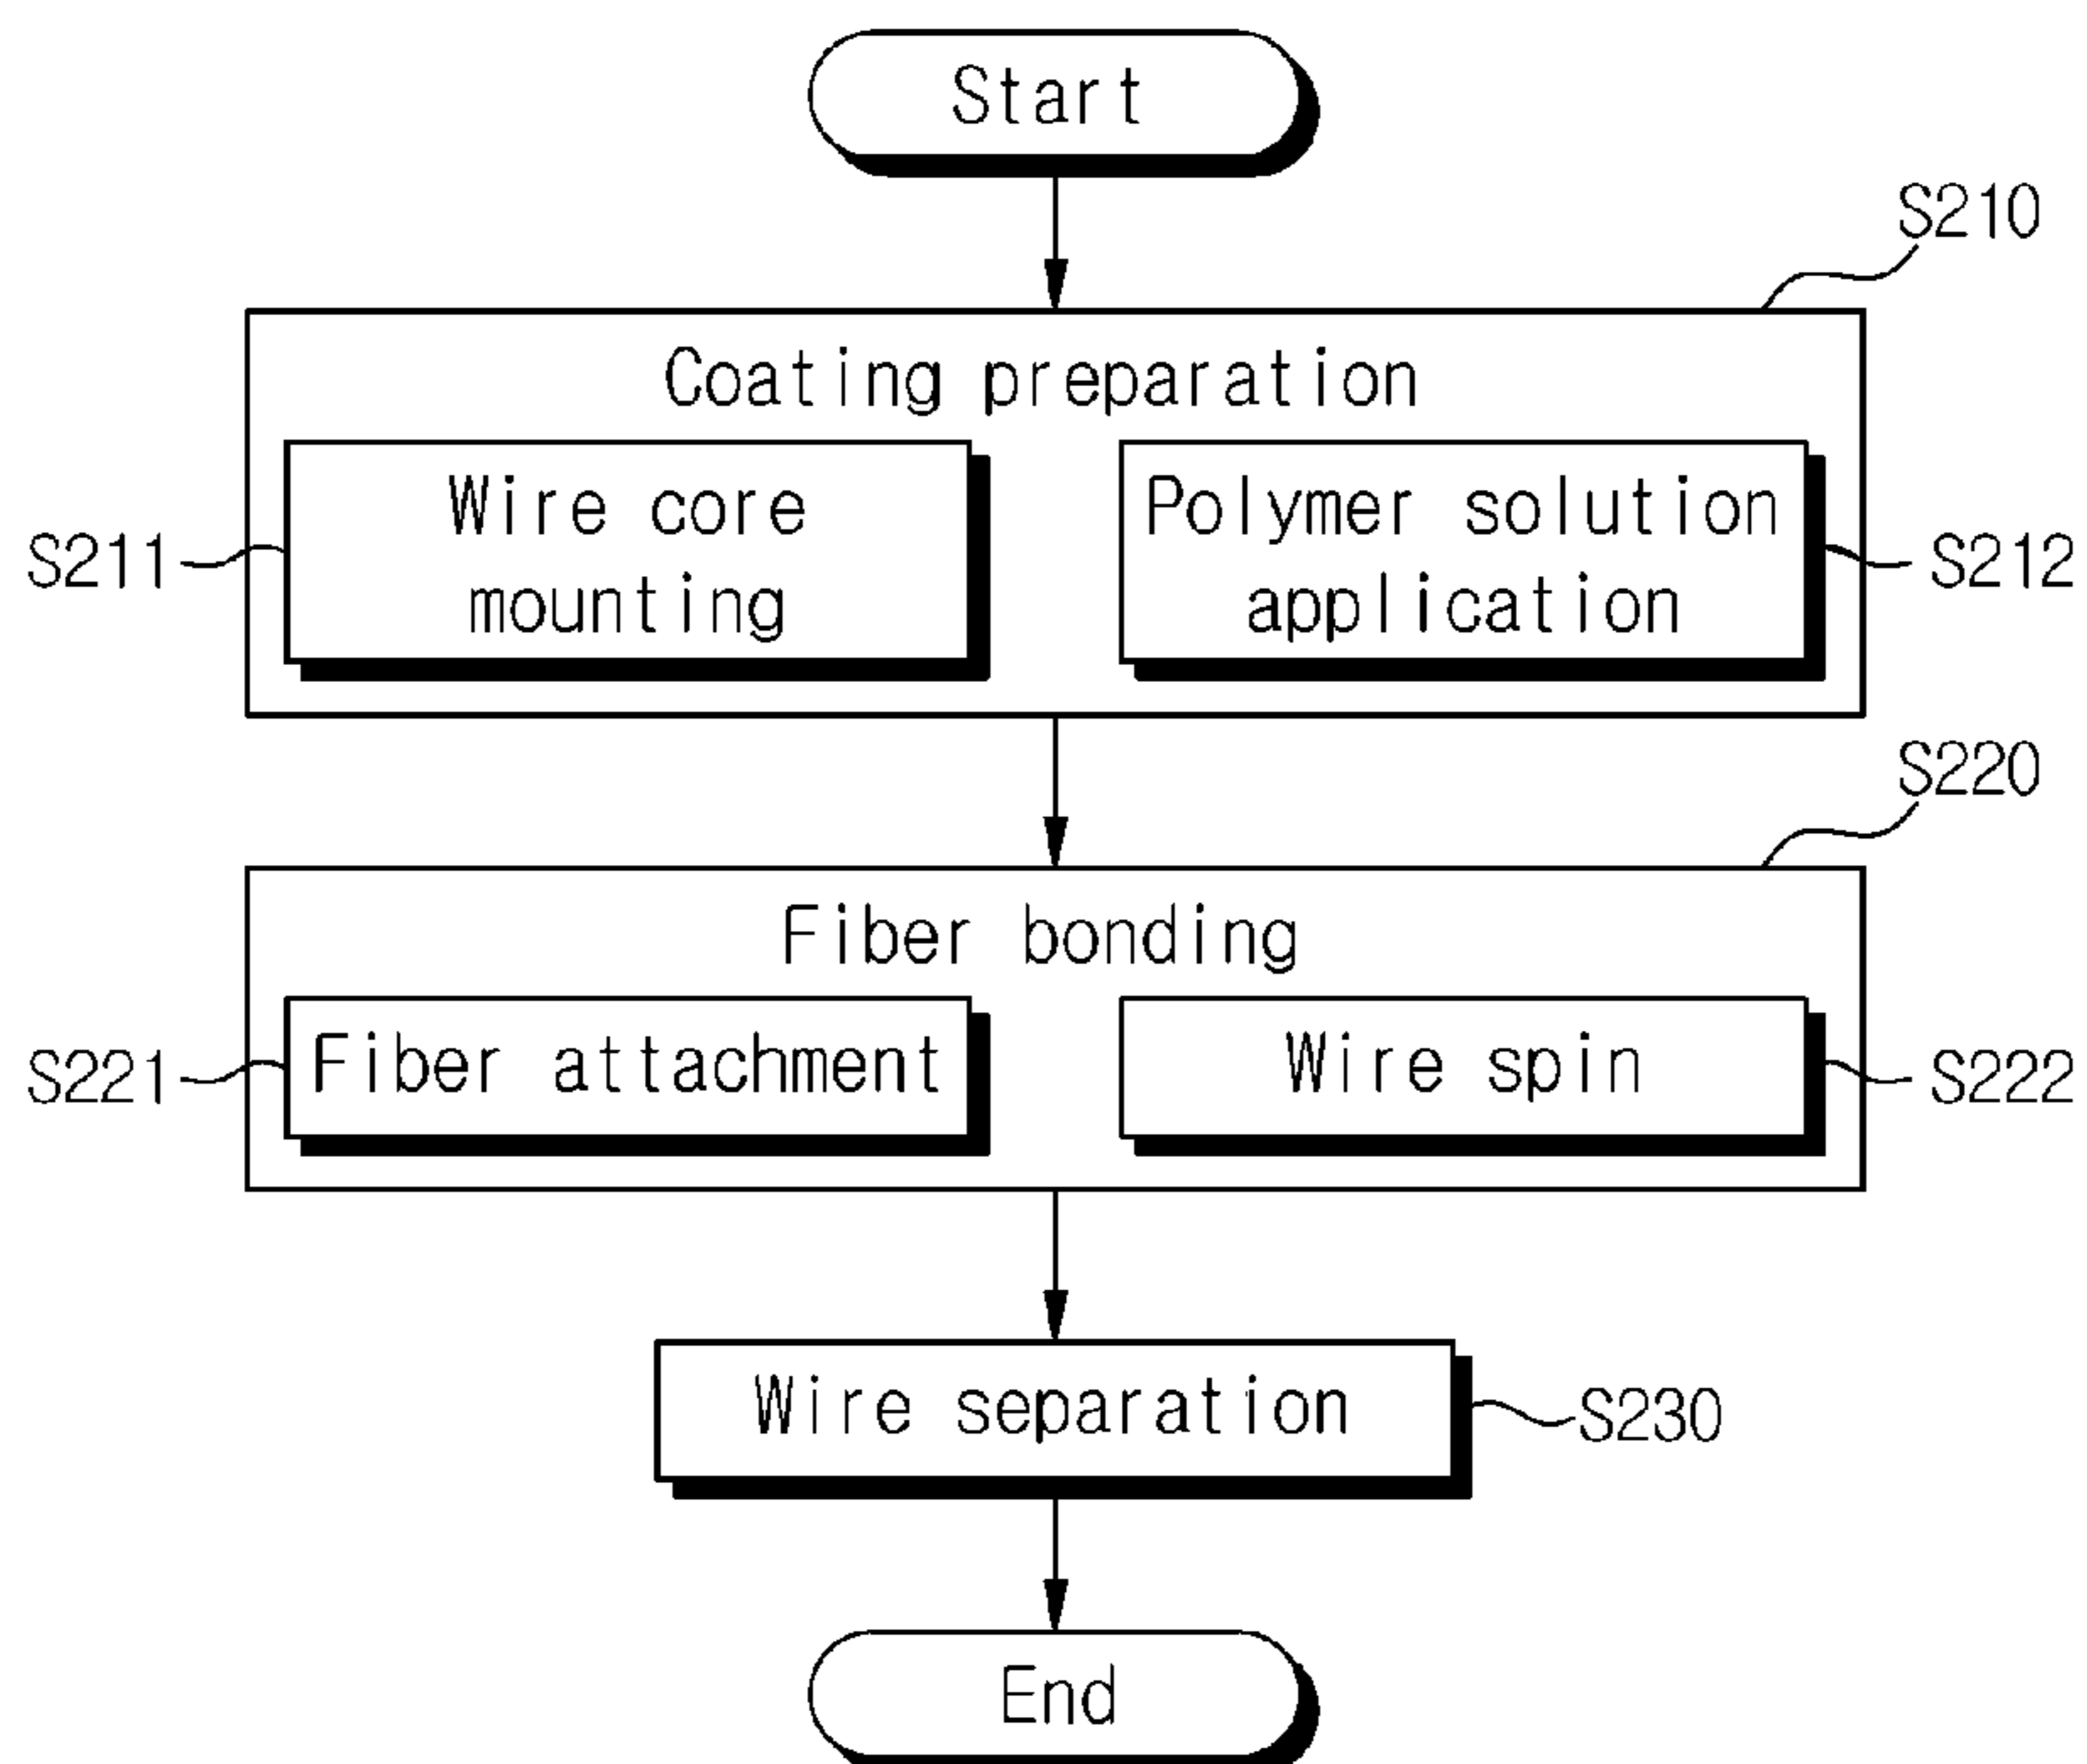 Start
S210
Coating preparation
Wire core
mounting
S211
Polymer solution
application
S212
S220
Fiber bonding
S221
Fiber attachment
Wire spin
S222
Wire separation
S230
End